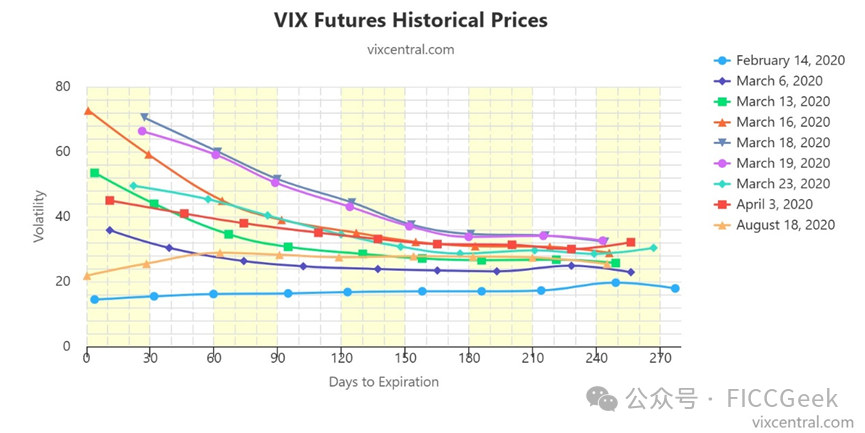 VIX Futures Historical Prices
vixcentral.com
February 14, 2020
March 6, 2020
March 13, 2020
March 16, 2020
March 18, 2020
March 19, 2020
March 23, 2020
April 3, 2020
August 18, 2020
80
60
40
20
0
Volatility
0 30 60 90 120 150 180 210 240 270
Days to Expiration
公众号 · FICCGeek
vixcentral.com